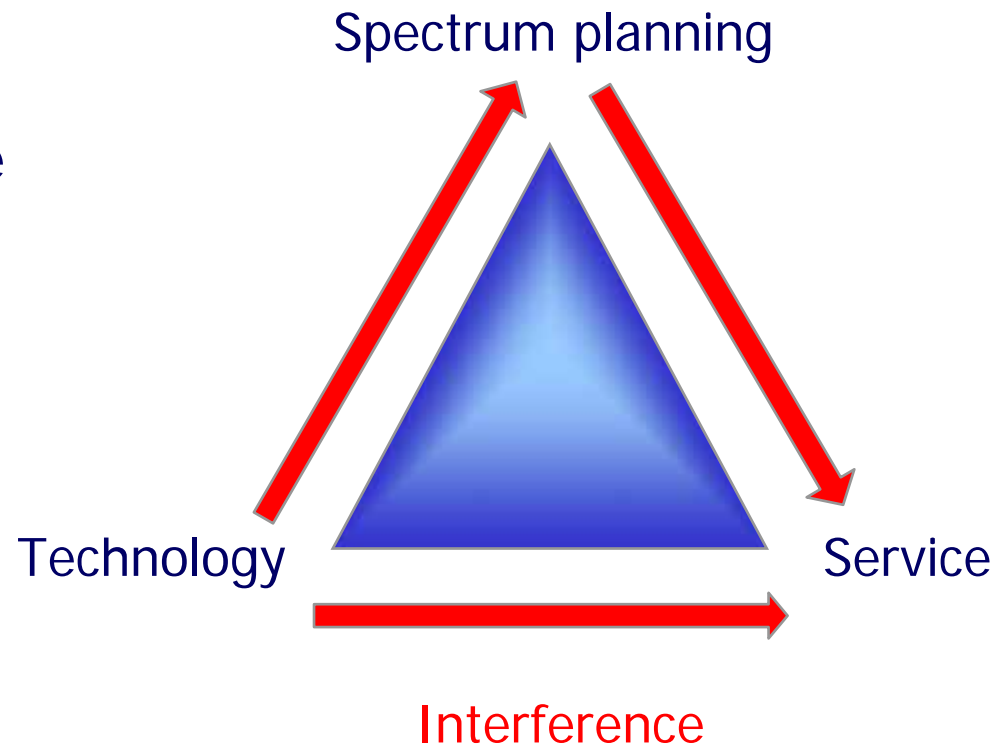 Spectrum planning
e
Technology
Service
Interference